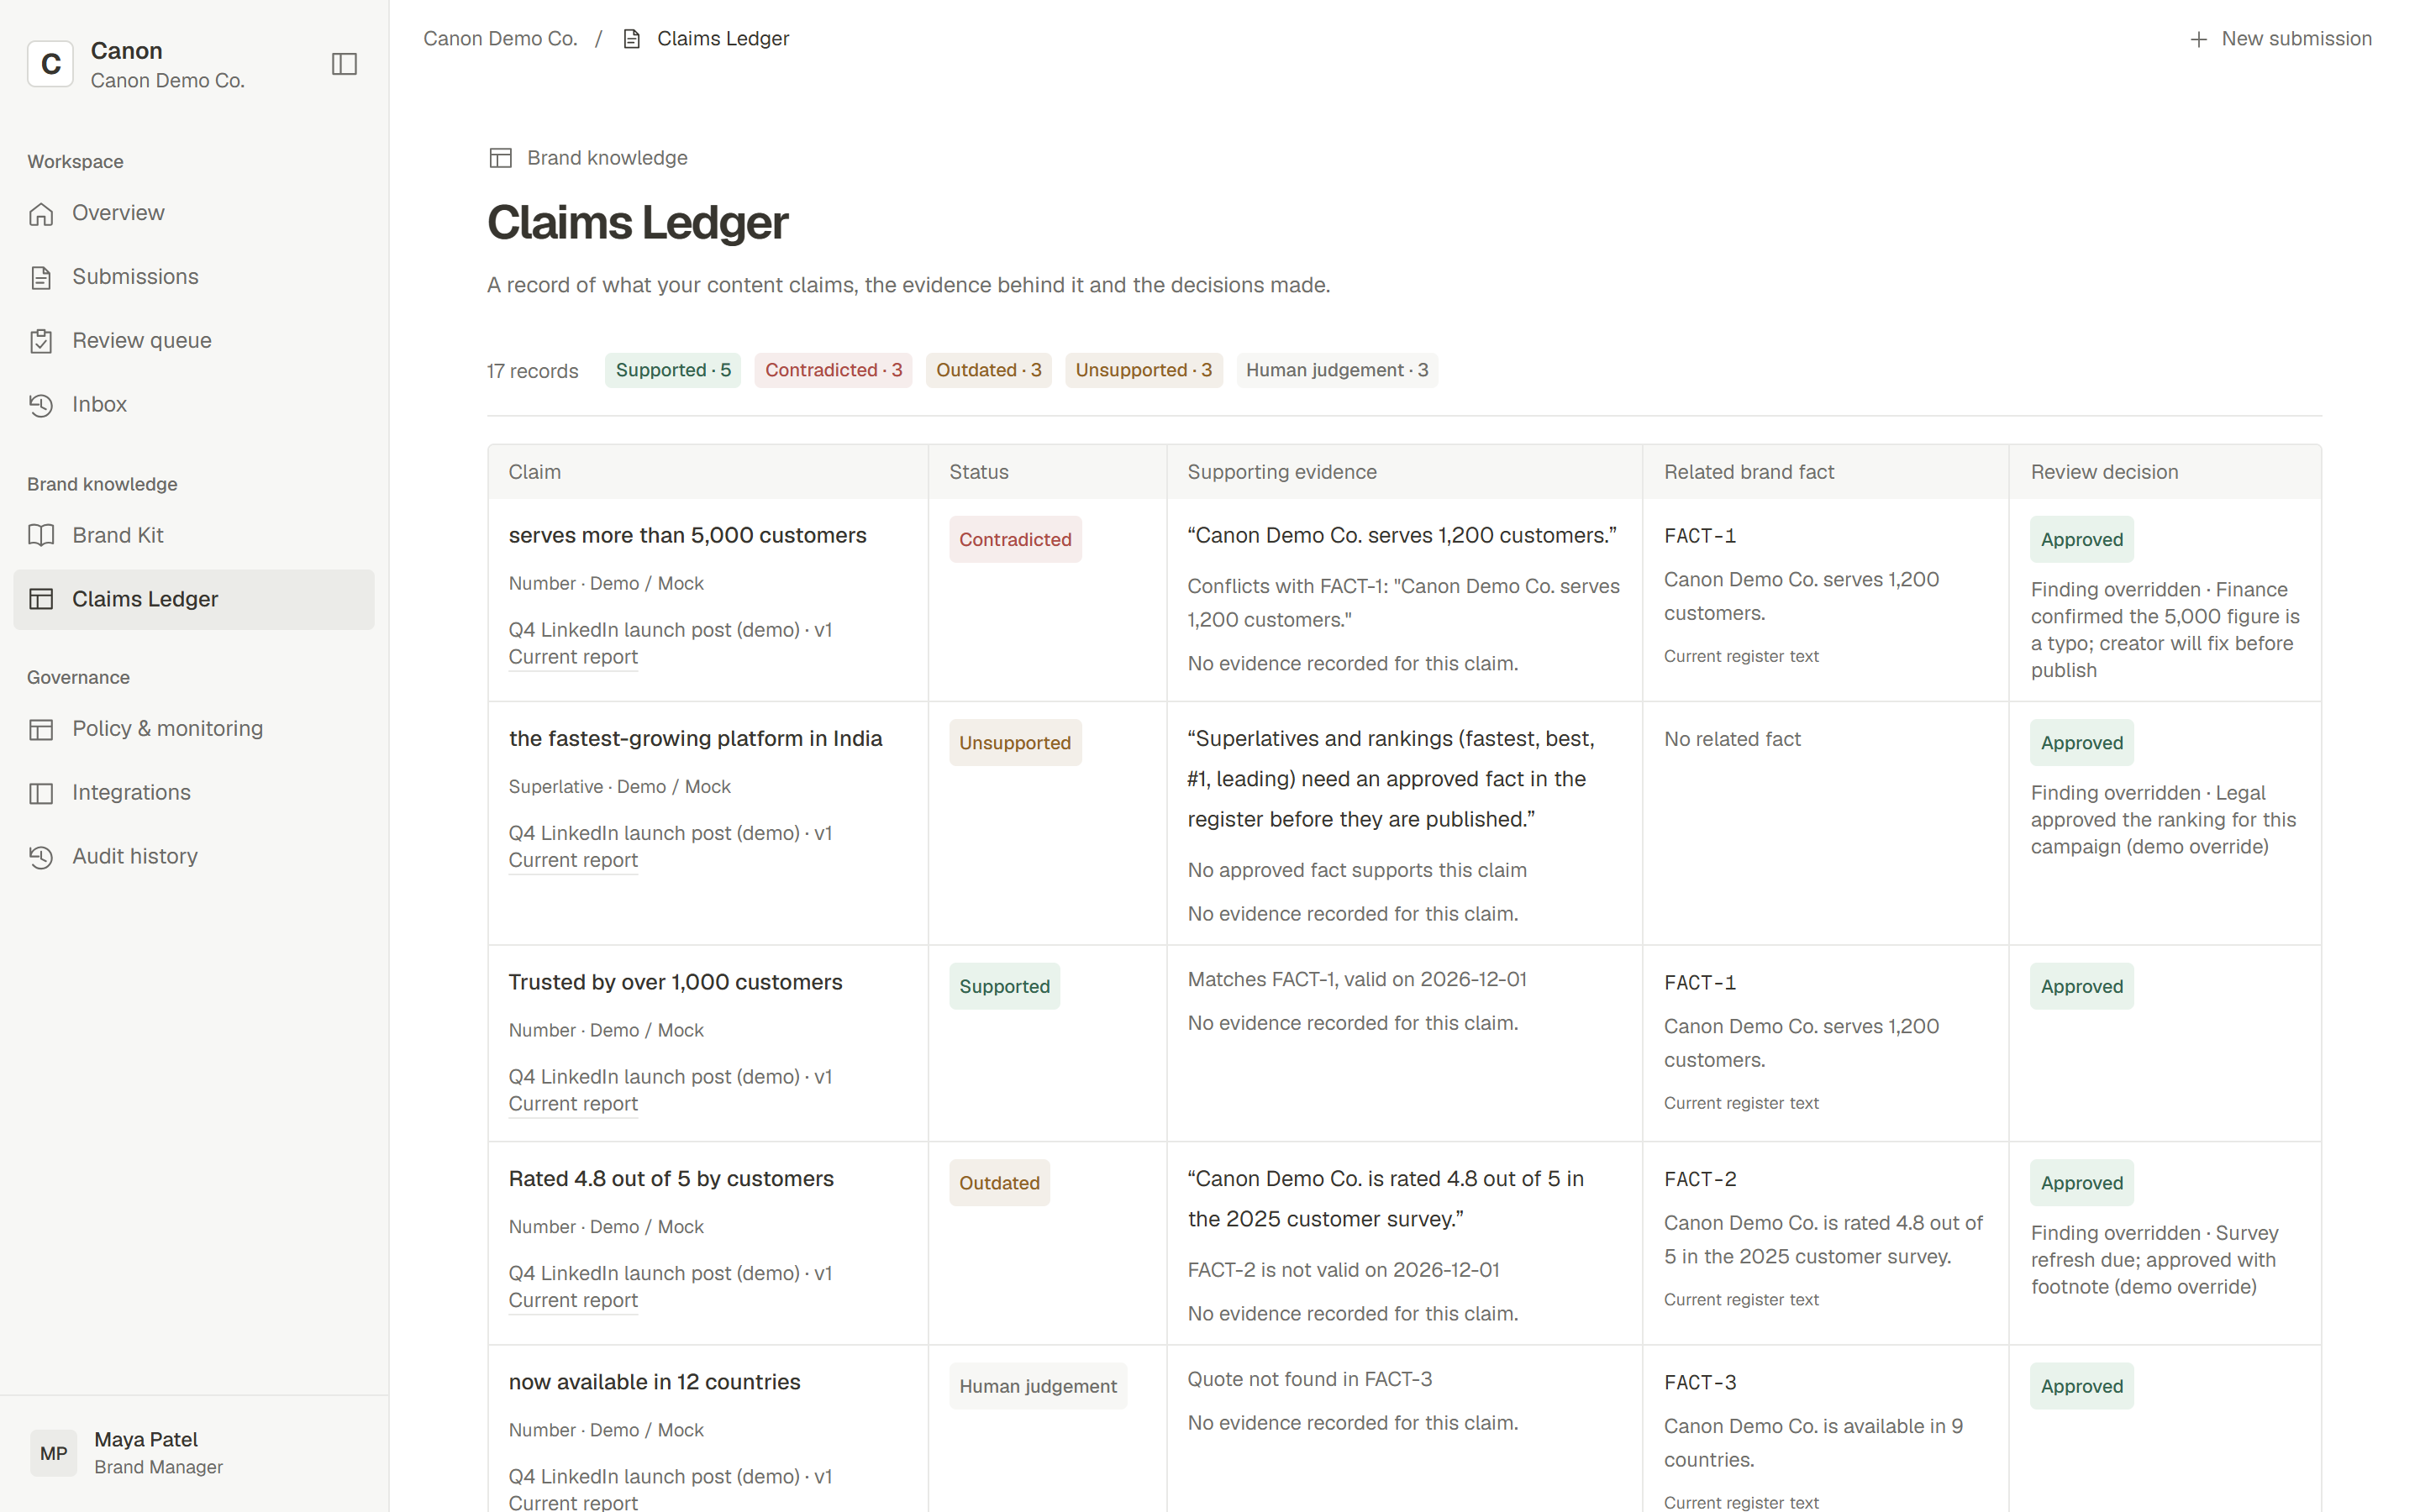 C
Canon
Canon Demo Co.
Workspace
Overview
Submissions
Review queue
Inbox
Brand knowledge
Brand Kit
Claims Ledger
Governance
Policy & monitoring
Integrations
Audit history
MP
Maya Patel
Brand Manager
Canon Demo Co. / Claims Ledger
New submission
Brand knowledge
Claims Ledger
A record of what your content claims, the evidence behind it and the decisions made.
17 records Supported · 5 Contradicted · 3 Outdated · 3 Unsupported · 3 Human judgement · 3
Claim Status Supporting evidence Related brand fact Review decision
serves more than 5,000 customers
Number · Demo / Mock
Q4 LinkedIn launch post (demo) · v1
Current report
Contradicted
“Canon Demo Co. serves 1,200 customers.”
Conflicts with FACT-1: "Canon Demo Co. serves
1,200 customers."
No evidence recorded for this claim.
FACT-1
Canon Demo Co. serves 1,200
customers.
Current register text
Approved
Finding overridden · Finance
confirmed the 5,000 figure is
a typo; creator will fix before
publish
the fastest-growing platform in India
Superlative · Demo / Mock
Q4 LinkedIn launch post (demo) · v1
Current report
Unsupported
“Superlatives and rankings (fastest, best,
#1, leading) need an approved fact in the
register before they are published.”
No approved fact supports this claim
No evidence recorded for this claim.
No related fact
Approved
Finding overridden · Legal
approved the ranking for this
campaign (demo override)
Trusted by over 1,000 customers
Number · Demo / Mock
Q4 LinkedIn launch post (demo) · v1
Current report
Supported
Matches FACT-1, valid on 2026-12-01
No evidence recorded for this claim.
FACT-1
Canon Demo Co. serves 1,200
customers.
Current register text
Approved
Rated 4.8 out of 5 by customers
Number · Demo / Mock
Q4 LinkedIn launch post (demo) · v1
Current report
Outdated
“Canon Demo Co. is rated 4.8 out of 5 in
the 2025 customer survey.”
FACT-2 is not valid on 2026-12-01
No evidence recorded for this claim.
FACT-2
Canon Demo Co. is rated 4.8 out of
5 in the 2025 customer survey.
Current register text
Approved
Finding overridden · Survey
refresh due; approved with
footnote (demo override)
now available in 12 countries
Number · Demo / Mock
Q4 LinkedIn launch post (demo) · v1
Current report
Human judgement
Quote not found in FACT-3
No evidence recorded for this claim.
FACT-3
Canon Demo Co. is available in 9
countries.
Current register text
Approved